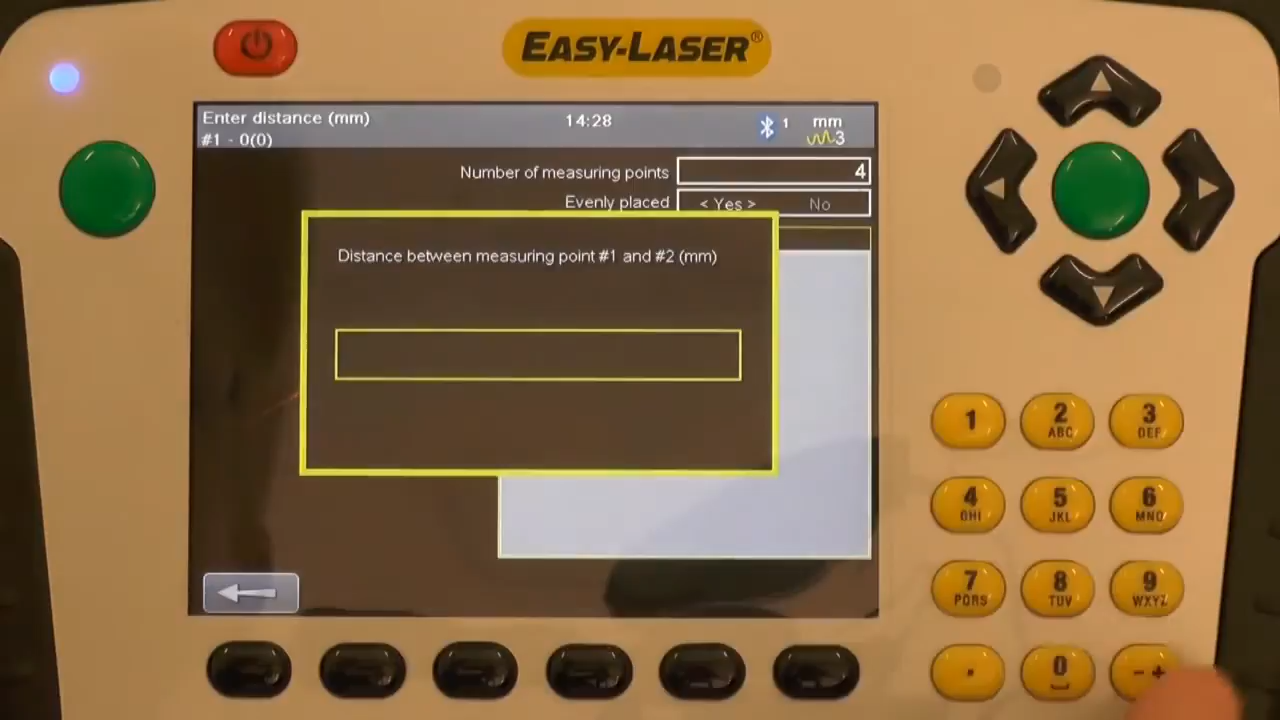 EASY-LASER®
Enter distance (mm)
14:28
1
mm
#1 - 0(0)
3
Number of measuring points
4
Evenly placed
< Yes >
No
Distance between measuring point #1 and #2 (mm)
1
2
ABC
3
DEF
4
GHI
5
JKL
6
MNO
7
PQRS
8
TUV
9
WXYZ
.
0
-+